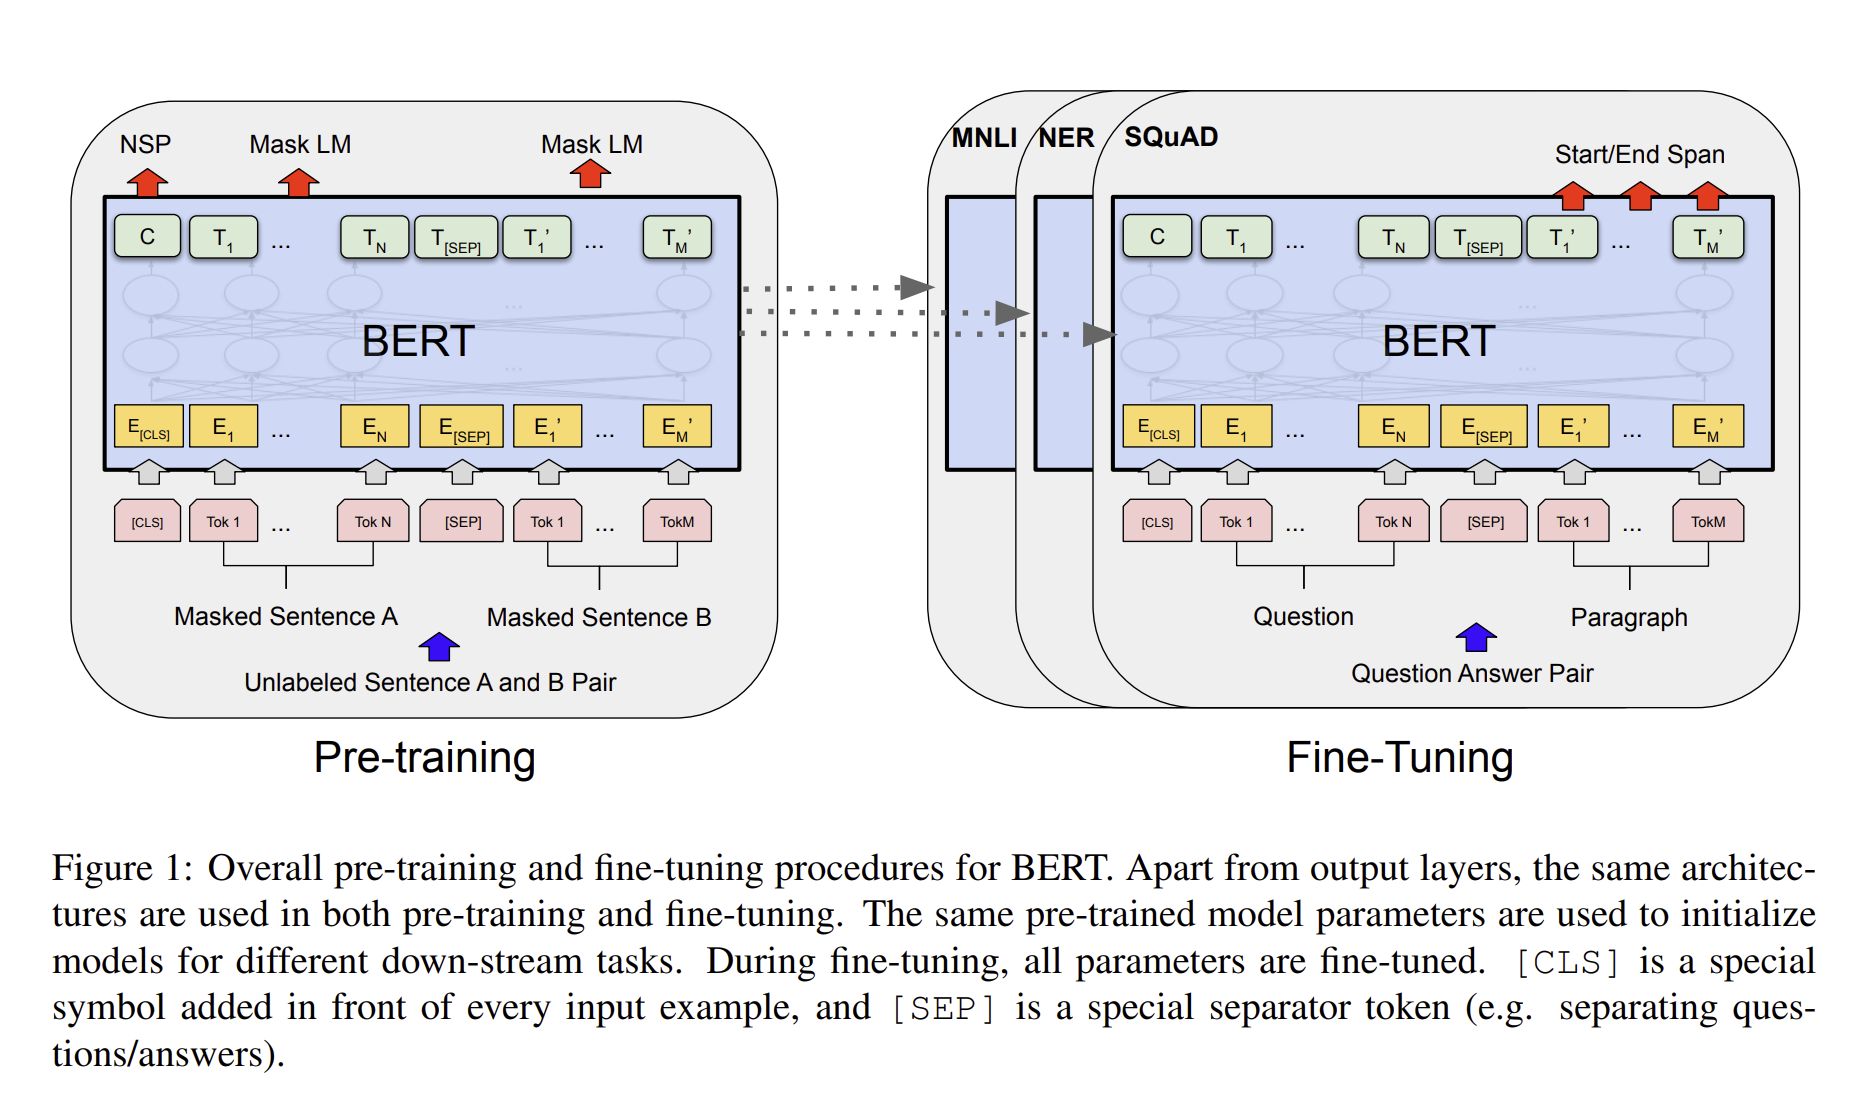 NSP Mask LM Mask LM
C T1 ... TN T[SEP] T1’ ... TM’
...
BERT
...
E[CLS] E1 ... EN E[SEP] E1’ ... EM’
[CLS] Tok 1 ... Tok N [SEP] Tok 1 ... TokM
Masked Sentence A Masked Sentence B
Unlabeled Sentence A and B Pair
Pre-training
MNLI NER SQuAD
Start/End Span
C T1 ... TN T[SEP] T1’ ... TM’
...
BERT
...
E[CLS] E1 ... EN E[SEP] E1’ ... EM’
[CLS] Tok 1 ... Tok N [SEP] Tok 1 ... TokM
Question Paragraph
Question Answer Pair
Fine-Tuning
Figure 1: Overall pre-training and fine-tuning procedures for BERT. Apart from output layers, the same architec-
tures are used in both pre-training and fine-tuning. The same pre-trained model parameters are used to initialize
models for different down-stream tasks. During fine-tuning, all parameters are fine-tuned. [CLS] is a special
symbol added in front of every input example, and [SEP] is a special separator token (e.g. separating ques-
tions/answers).